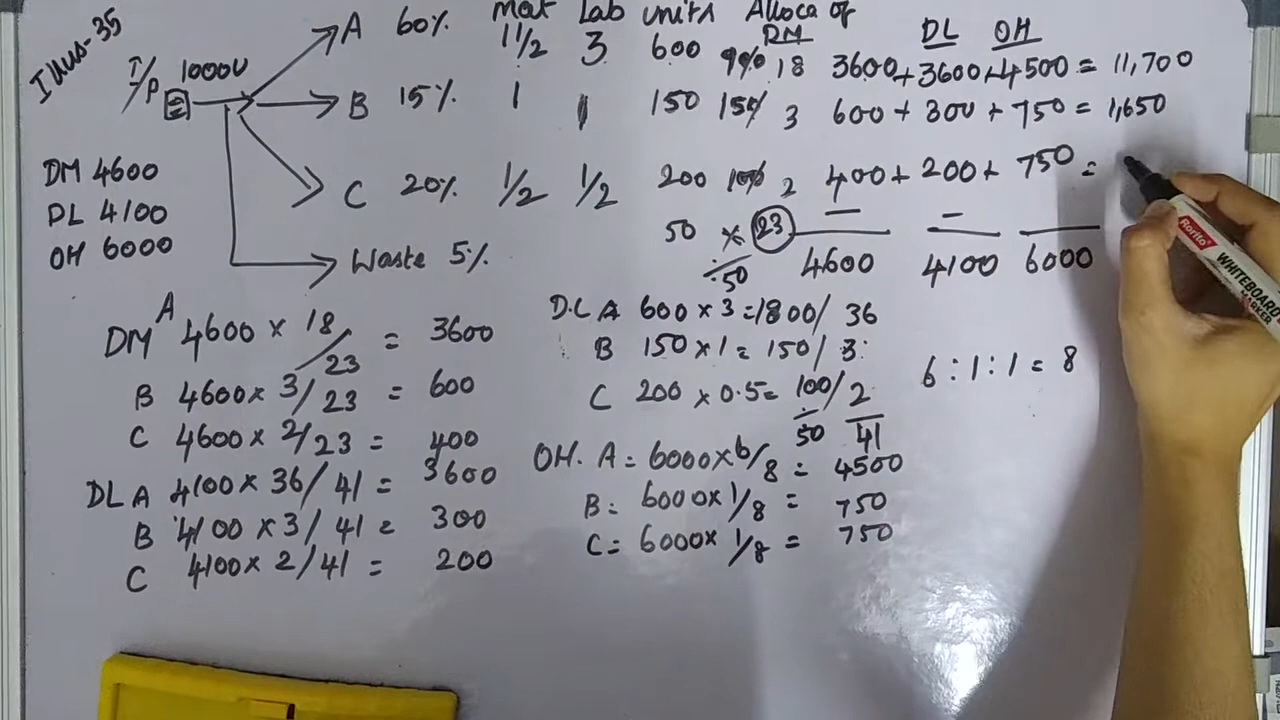 Illus-35
Mat Lab units Alloca of
RM DL OH
I/P 1000U
A 60% 1 1/2 3 600 900 18 3600+3600+4500 = 11,700
B 15% 1 1 150 150/ 3 600 + 300 + 750 = 1,650
C 20% 1/2 1/2 200 100 2 400+ 200+ 750 =
50 × 23
÷50 4600 4100 6000
Waste 5%
DM 4600
DL 4100
OH 6000
DM A 4600 × 18/23 = 3600
B 4600× 3/23 = 600
C 4600× 2/23 = 400
DL A 4100× 36/41 = 3600
B 4100 × 3/41 = 300
C 4100× 2/41 = 200
D.L A 600 × 3 =1800/ 36
B 150 ×1 = 150/ 3
C 200 × 0.5= 100/2
÷50 41
OH. A = 6000×6/8 = 4500
B = 6000× 1/8 = 750
C = 6000× 1/8 = 750
6:1:1 = 8
Rorito
WHITEBOARD
MARKER